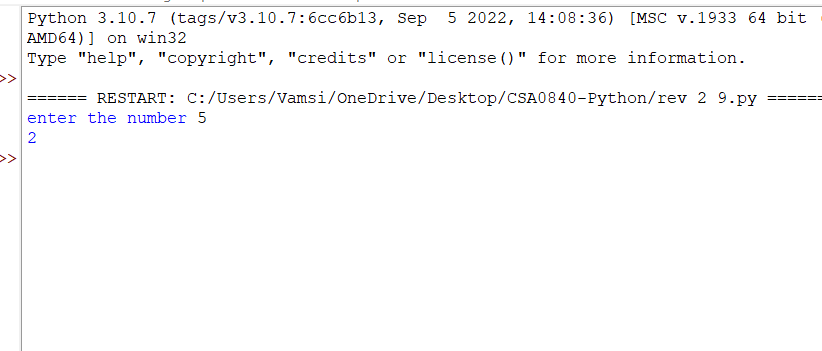 Python 3.10.7 (tags/v3.10.7:6cc6b13, Sep  5 2022, 14:08:36) [MSC v.1933 64 bit (
AMD64)] on win32
Type "help", "copyright", "credits" or "license()" for more information.
>>
====== RESTART: C:/Users/Vamsi/OneDrive/Desktop/CSA0840-Python/rev 2 9.py ======
enter the number 5
2
>>